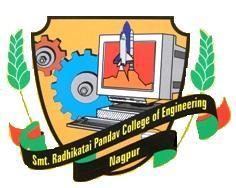 Smt. Radhikatai Pandav College of Engineering
Nagpur